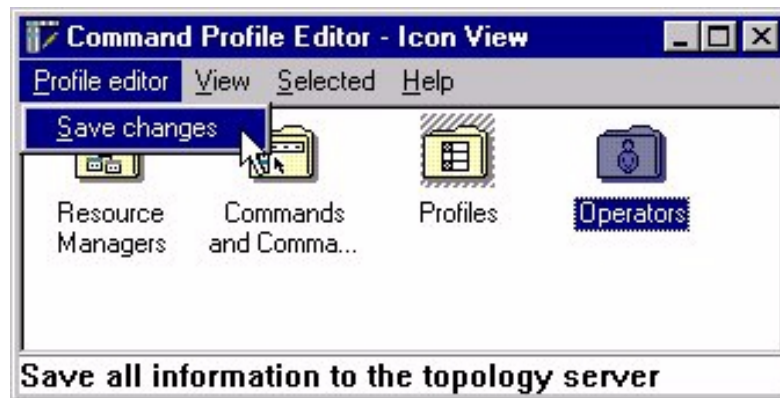 Command Profile Editor - Icon View
Profile editor View Selected Help
Save changes
Resource Managers
Commands and Comma...
Profiles
Operators
Save all information to the topology server